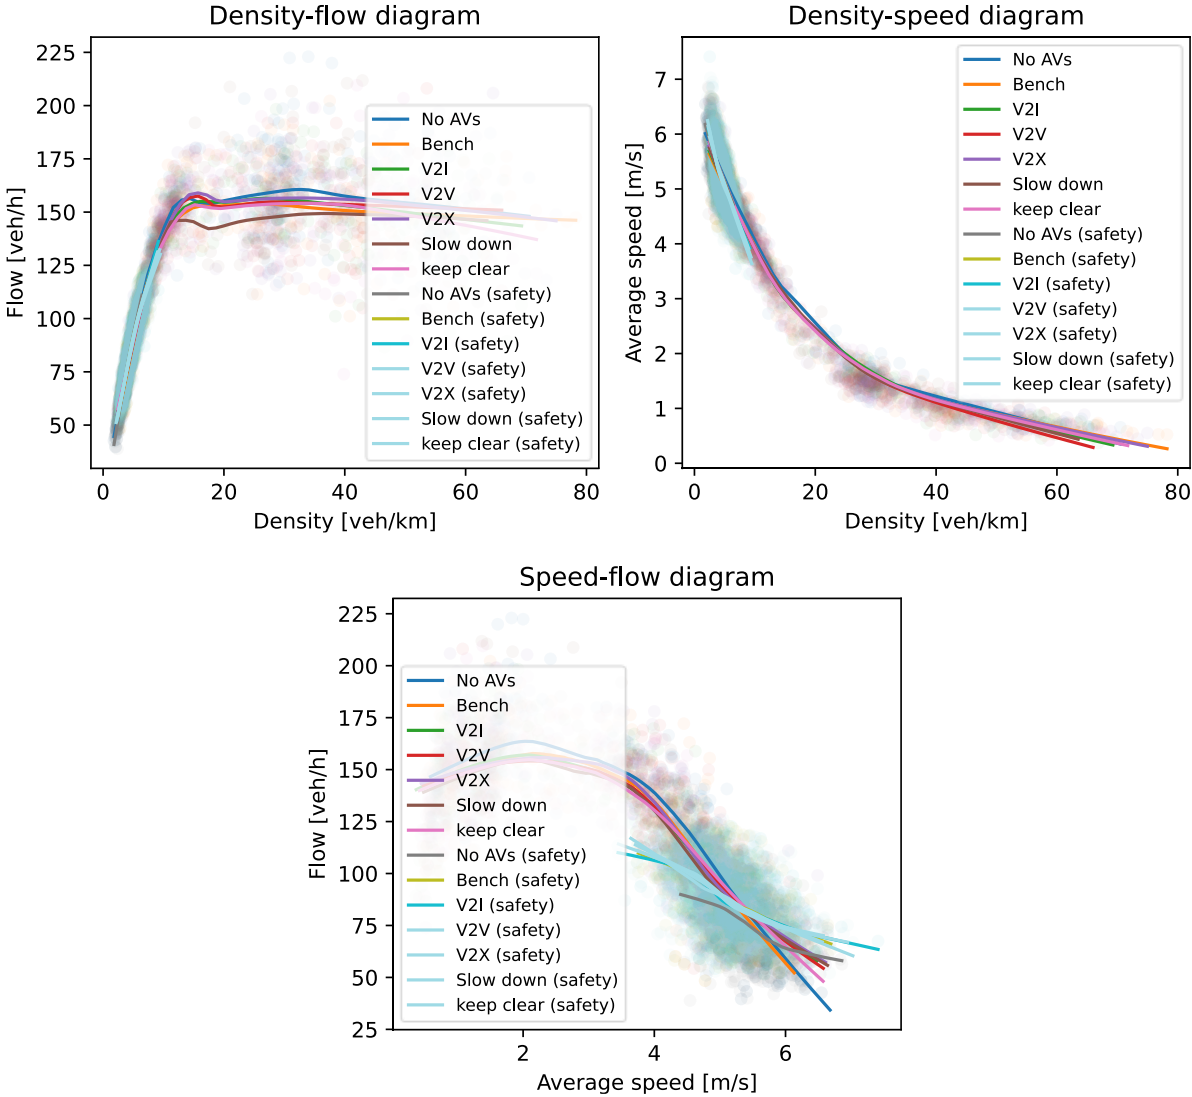 Density-flow diagram
225
200
175
150
125
100
75
50
Flow [veh/h]
0
20
40
60
80
Density [veh/km]
No AVs
Bench
V2I
V2V
V2X
Slow down
keep clear
No AVs (safety)
Bench (safety)
V2I (safety)
V2V (safety)
V2X (safety)
Slow down (safety)
keep clear (safety)
Density-speed diagram
7
6
5
4
3
2
1
0
Average speed [m/s]
0
20
40
60
80
Density [veh/km]
No AVs
Bench
V2I
V2V
V2X
Slow down
keep clear
No AVs (safety)
Bench (safety)
V2I (safety)
V2V (safety)
V2X (safety)
Slow down (safety)
keep clear (safety)
Speed-flow diagram
225
200
175
150
125
100
75
50
25
Flow [veh/h]
2
4
6
Average speed [m/s]
No AVs
Bench
V2I
V2V
V2X
Slow down
keep clear
No AVs (safety)
Bench (safety)
V2I (safety)
V2V (safety)
V2X (safety)
Slow down (safety)
keep clear (safety)